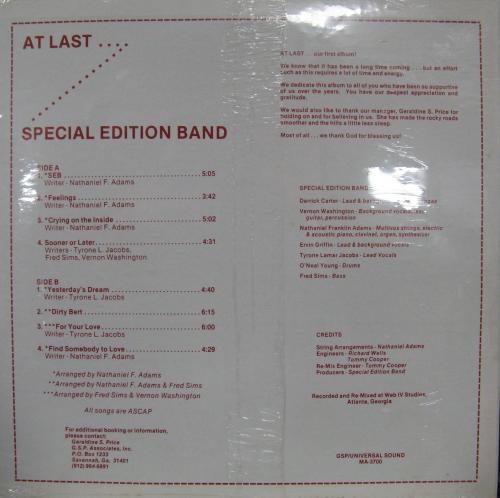 AT LAST ....
SPECIAL EDITION BAND
SIDE A
1. *SEB 5:05
Writer - Nathaniel F. Adams
2. *Feelings 3:42
Writer - Nathaniel F. Adams
3. *Crying on the Inside 5:02
Writer - Nathaniel F. Adams
4. Sooner or Later 4:31
Writers - Tyrone L. Jacobs,
Fred Sims, Vernon Washington
SIDE B
1. *Yesterday's Dream 4:40
Writer - Tyrone L. Jacobs
2. **Dirty Bert 6:15
3. ***For Your Love 6:00
Writer - Tyrone L. Jacobs
4. *Find Somebody to Love 4:29
Writer - Nathaniel F. Adams
*Arranged by Nathaniel F. Adams
**Arranged by Nathaniel F. Adams & Fred Sims
***Arranged by Fred Sims & Vernon Washington
All songs are ASCAP
For additional booking or information,
please contact:
Geraldine S. Price
G.S.P. Associates, Inc.
P.O. Box 1233
Savannah, Ga. 31401
(912) 964-6891
AT LAST ... our first album!
We know that it has been a long time coming ... but an effort
such as this requires a lot of time and energy.
We dedicate this album to all of you who have been so supportive
of us over the years. You have our deepest appreciation and
gratitude.
We would also like to thank our manager, Geraldine S. Price for
holding on and for believing in us. She has made the rocky roads
smoother and the hills a little less steep.
Most of all ... we thank God for blessing us!
SPECIAL EDITION BAND
Derrick Carter - Lead &
Vernon Washington - Background vocals,
guitar, percussion
Nathaniel Franklin Adams - Multivox strings, electric
& acoustic piano, clavinet, organ, synthesizer
Ervin Griffin - Lead & background vocals
Tyrone Lamar Jacobs - Lead Vocals
O'Neal Young - Drums
Fred Sims - Bass
CREDITS
String Arrangements - Nathaniel Adams
Engineers - Richard Wells
Tommy Cooper
Re-Mix Engineer - Tommy Cooper
Producers - Special Edition Band
Recorded and Re-Mixed at Web IV Studios,
Atlanta, Georgia
GSP/UNIVERSAL SOUND
MA-3700